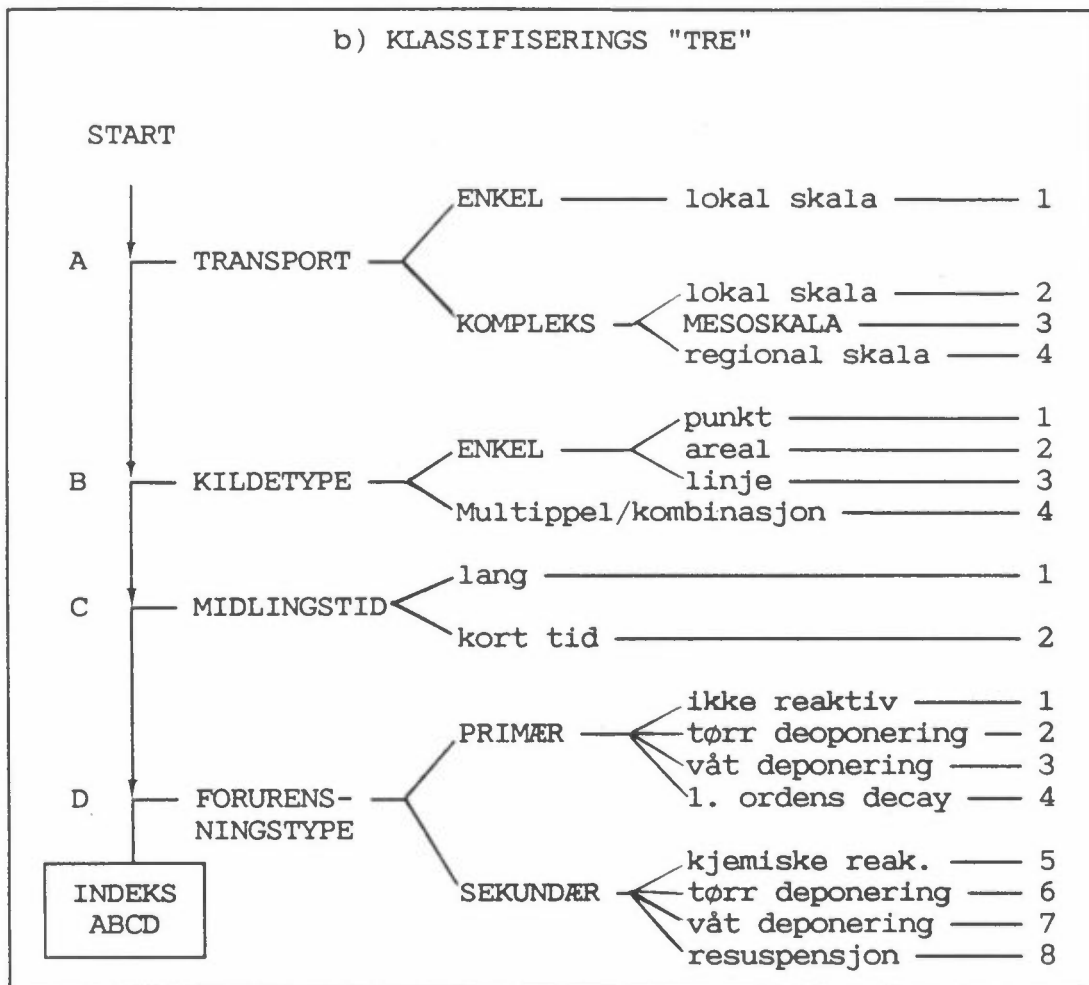 b) KLASSIFISERINGS "TRE"
START
ENKEL lokal skala 1
A TRANSPORT
lokal skala 2
KOMPLEKS MESOSKALA 3
regional skala 4
punkt 1
ENKEL areal 2
linje 3
B KILDETYPE
Multippel/kombinasjon 4
lang 1
C MIDLINGSTID
kort tid 2
ikke reaktiv 1
PRIMÆR tørr deoponering 2
våt deponering 3
1. ordens decay 4
D FORURENS-
NINGSTYPE
kjemiske reak. 5
SEKUNDÆR tørr deponering 6
våt deponering 7
resuspensjon 8
INDEKS
ABCD